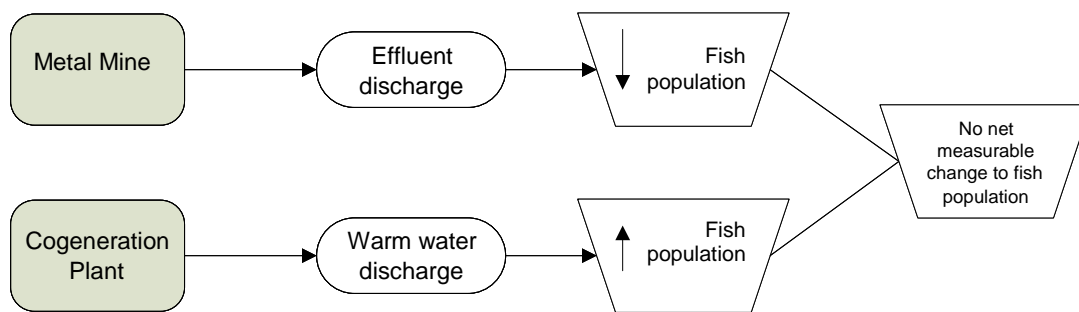 Metal Mine
Effluent
discharge
Fish
population
No net
measurable
change to fish
population
Cogeneration
Plant
Warm water
discharge
Fish
population